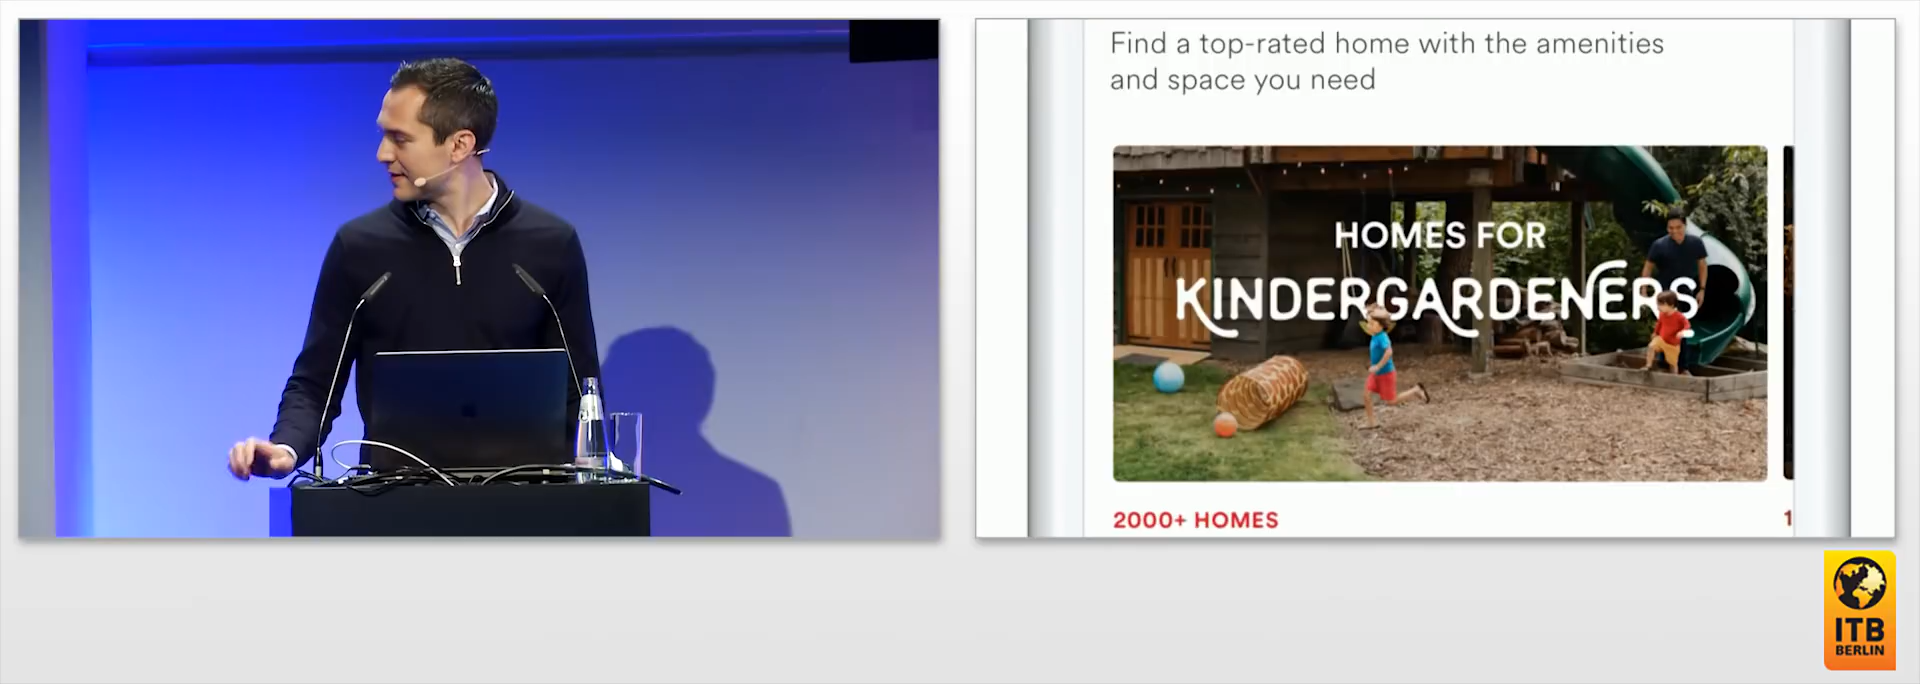 Find a top-rated home with the amenities
and space you need
HOMES FOR
KINDERGARDENERS
2000+ HOMES
1
ITB
BERLIN